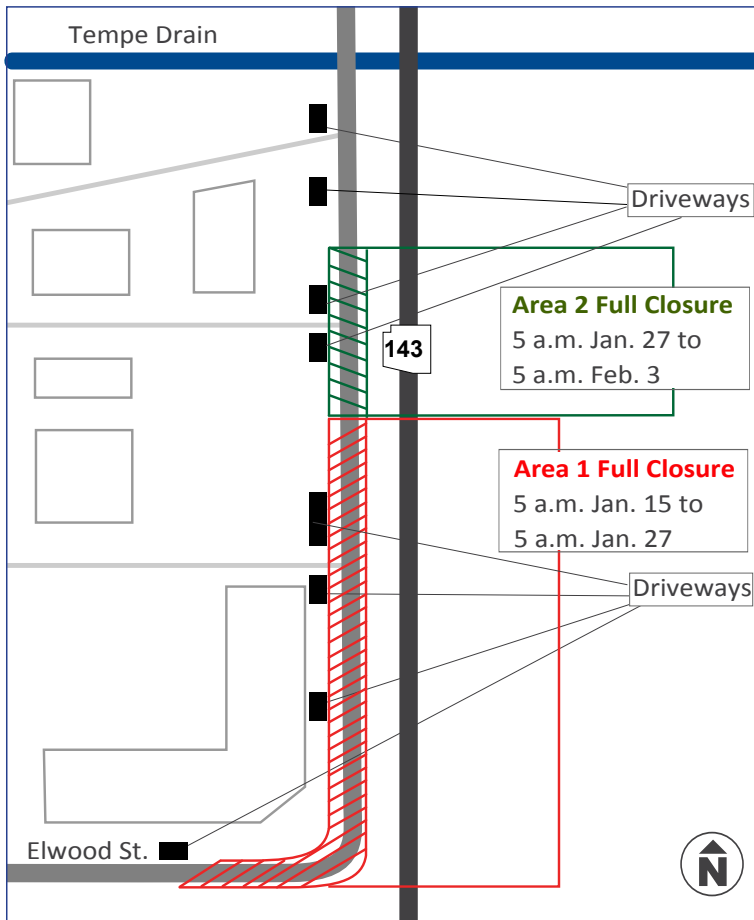 Tempe Drain
Driveways
Area 2 Full Closure
5 a.m. Jan. 27 to
5 a.m. Feb. 3
143
Area 1 Full Closure
5 a.m. Jan. 15 to
5 a.m. Jan. 27
Driveways
Elwood St.
N